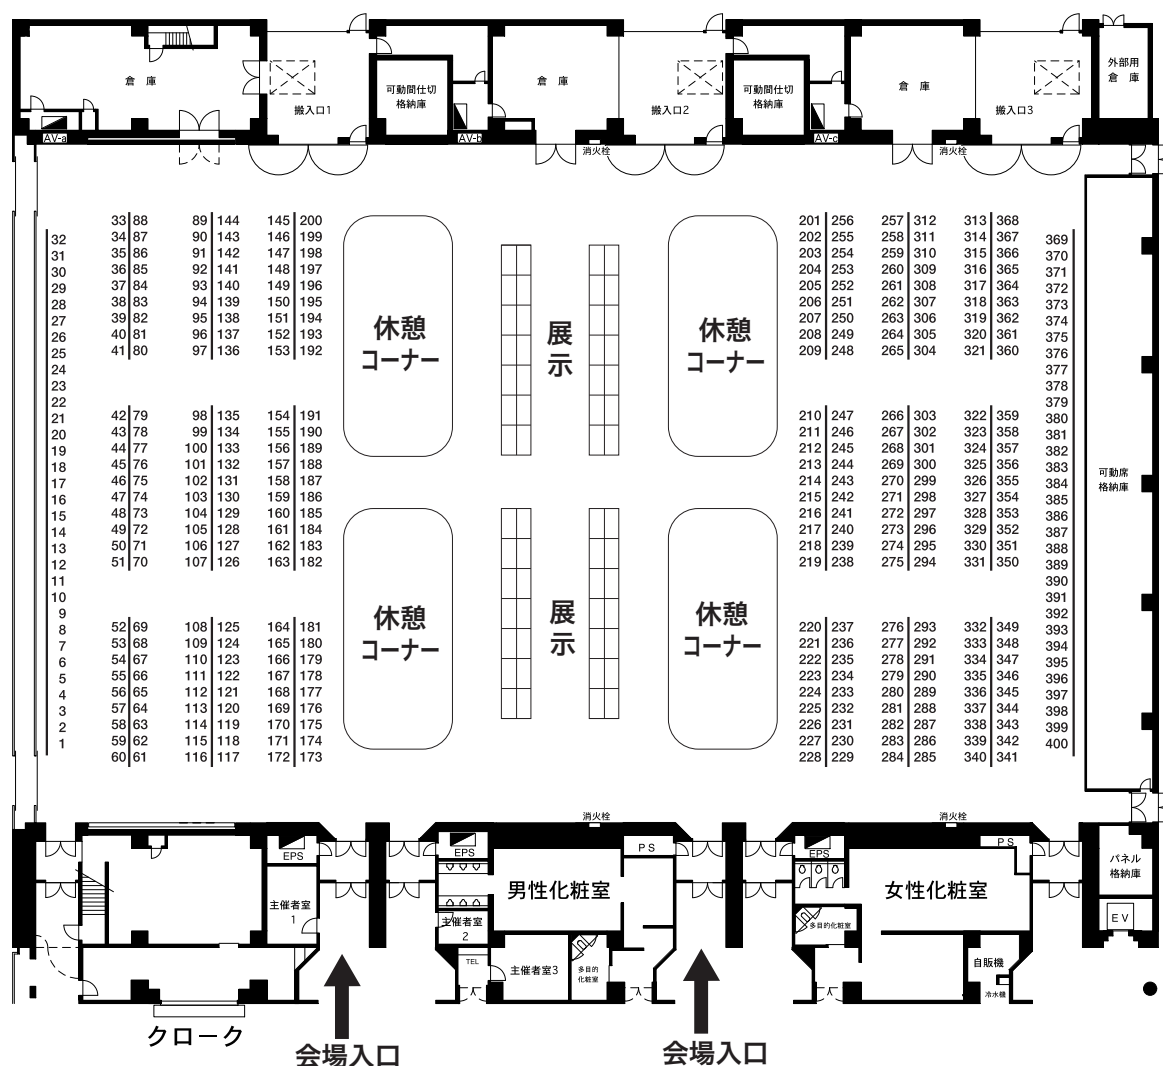 倉 庫
搬入口1
可動間仕切
格納庫
倉 庫
搬入口2
可動間仕切
格納庫
倉 庫
搬入口3
外部用
倉 庫
AV-a
AV-b
消火栓
AV-c
消火栓
33 88 89 144 145 200 201 256 257 312 313 368
32 34 87 90 143 146 199 202 255 258 311 314 367 369
31 35 86 91 142 147 198 203 254 259 310 315 366 370
30 36 85 92 141 148 197 204 253 260 309 316 365 371
29 37 84 93 140 149 196 205 252 261 308 317 364 372
28 38 83 94 139 150 195 206 251 262 307 318 363 373
27 39 82 95 138 151 194 207 250 263 306 319 362 374
26 40 81 96 137 152 193 208 249 264 305 320 361 375
25 41 80 97 136 153 192 209 248 265 304 321 360 376
24 377
23 378
22 379
21 42 79 98 135 154 191 210 247 266 303 322 359 380
20 43 78 99 134 155 190 211 246 267 302 323 358 381
19 44 77 100 133 156 189 212 245 268 301 324 357 382
18 45 76 101 132 157 188 213 244 269 300 325 356 383
17 46 75 102 131 158 187 214 243 270 299 326 355 384
16 47 74 103 130 159 186 215 242 271 298 327 354 385
15 48 73 104 129 160 185 216 241 272 297 328 353 386
14 49 72 105 128 161 184 217 240 273 296 329 352 387
13 50 71 106 127 162 183 218 239 274 295 330 351 388
12 51 70 107 126 163 182 219 238 275 294 331 350 389
11 390
10 391
9 392
8 52 69 108 125 164 181 220 237 276 293 332 349 393
7 53 68 109 124 165 180 221 236 277 292 333 348 394
6 54 67 110 123 166 179 222 235 278 291 334 347 395
5 55 66 111 122 167 178 223 234 279 290 335 346 396
4 56 65 112 121 168 177 224 233 280 289 336 345 397
3 57 64 113 120 169 176 225 232 281 288 337 344 398
2 58 63 114 119 170 175 226 231 282 287 338 343 399
1 59 62 115 118 171 174 227 230 283 286 339 342 400
60 61 116 117 172 173 228 229 284 285 340 341
休憩
コーナー
展
示
休憩
コーナー
休憩
コーナー
展
示
休憩
コーナー
可動席
格納庫
消火栓
消火栓
EPS
EPS
PS
EPS
PS
主催者室
1
男性化粧室
主催者室
2
女性化粧室
パネル
格納庫
EV
多目的化粧室
TEL
主催者室3
多目的
化粧室
自販機
冷水機
クローク
会場入口
会場入口